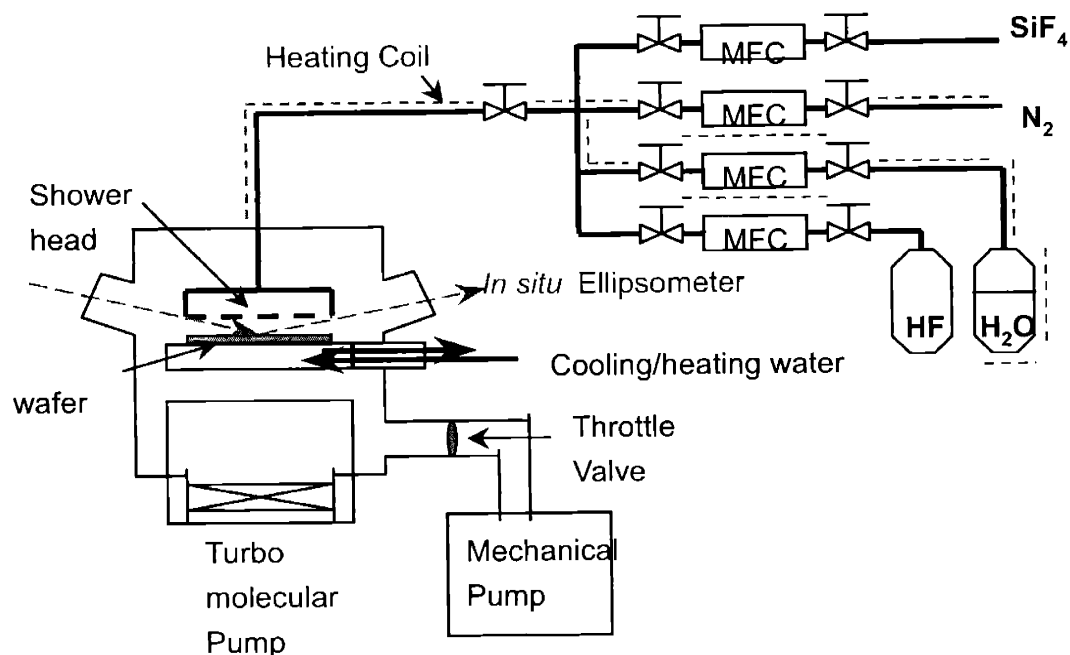 SiF4
MFC
Heating Coil
MFC
N2
MFC
Shower
head
MFC
In situ Ellipsometer
HF
H2O
Cooling/heating water
wafer
Throttle
Valve
Mechanical
Pump
Turbo
molecular
Pump